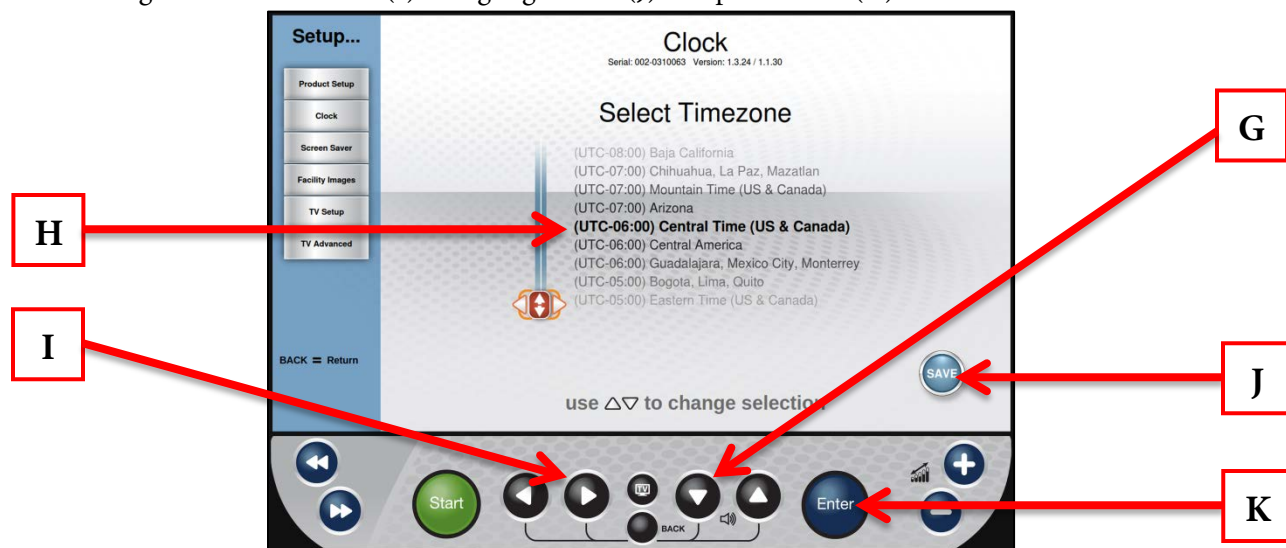 Setup...
Clock
Serial: 002-0310063 Version: 1.3.24 / 1.1.30
Product Setup
Clock
Screen Saver
Facility Images
TV Setup
TV Advanced
BACK = Return
Select Timezone
(UTC-08:00) Baja California
(UTC-07:00) Chihuahua, La Paz, Mazatlan
(UTC-07:00) Mountain Time (US & Canada)
(UTC-07:00) Arizona
(UTC-06:00) Central Time (US & Canada)
(UTC-06:00) Central America
(UTC-06:00) Guadalajara, Mexico City, Monterrey
(UTC-05:00) Bogota, Lima, Quito
(UTC-05:00) Eastern Time (US & Canada)
SAVE
use △▽ to change selection
Start
TV
BACK
Enter
G
H
I
J
K